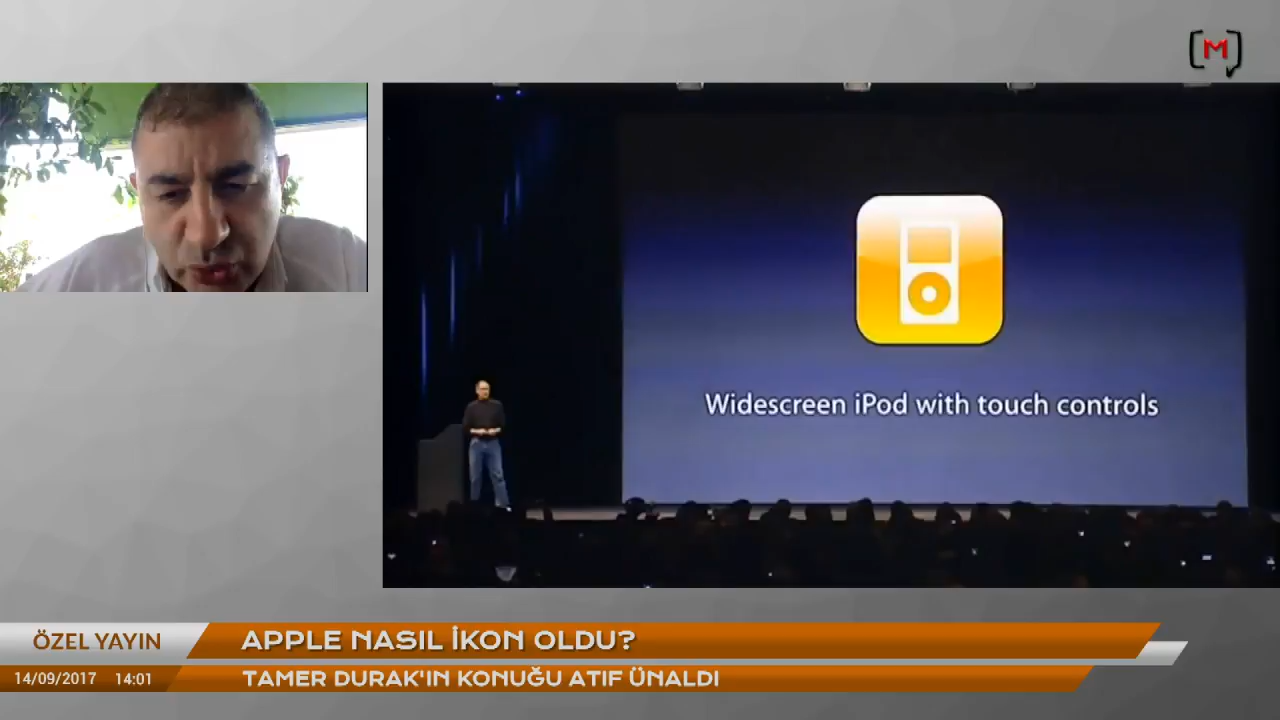 M
Widescreen iPod with touch controls
ÖZEL YAYIN
APPLE NASIL İKON OLDU?
14/09/2017 14:01
TAMER DURAK'IN KONUĞU ATIF ÜNALDI